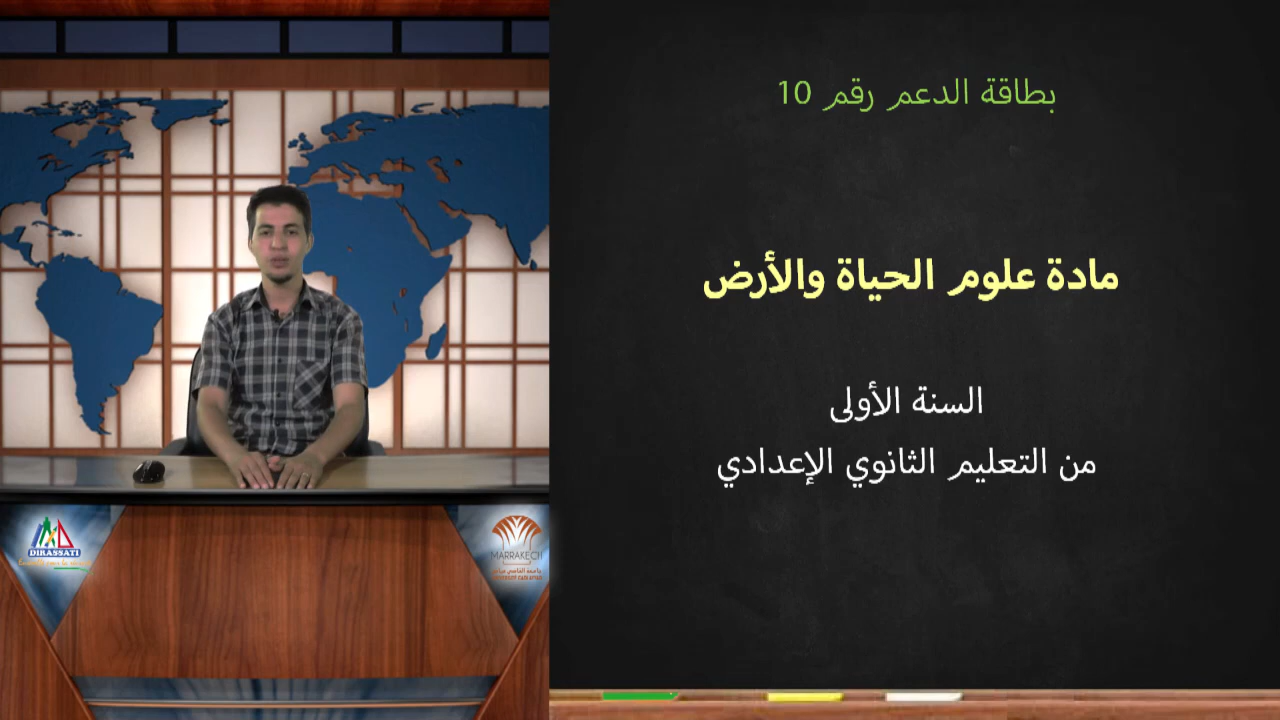 بطاقة الدعم رقم 10
مادة علوم الحياة والأرض
السنة الأولى
من التعليم الثانوي الإعدادي
DIRASSATI
MARRAKECH